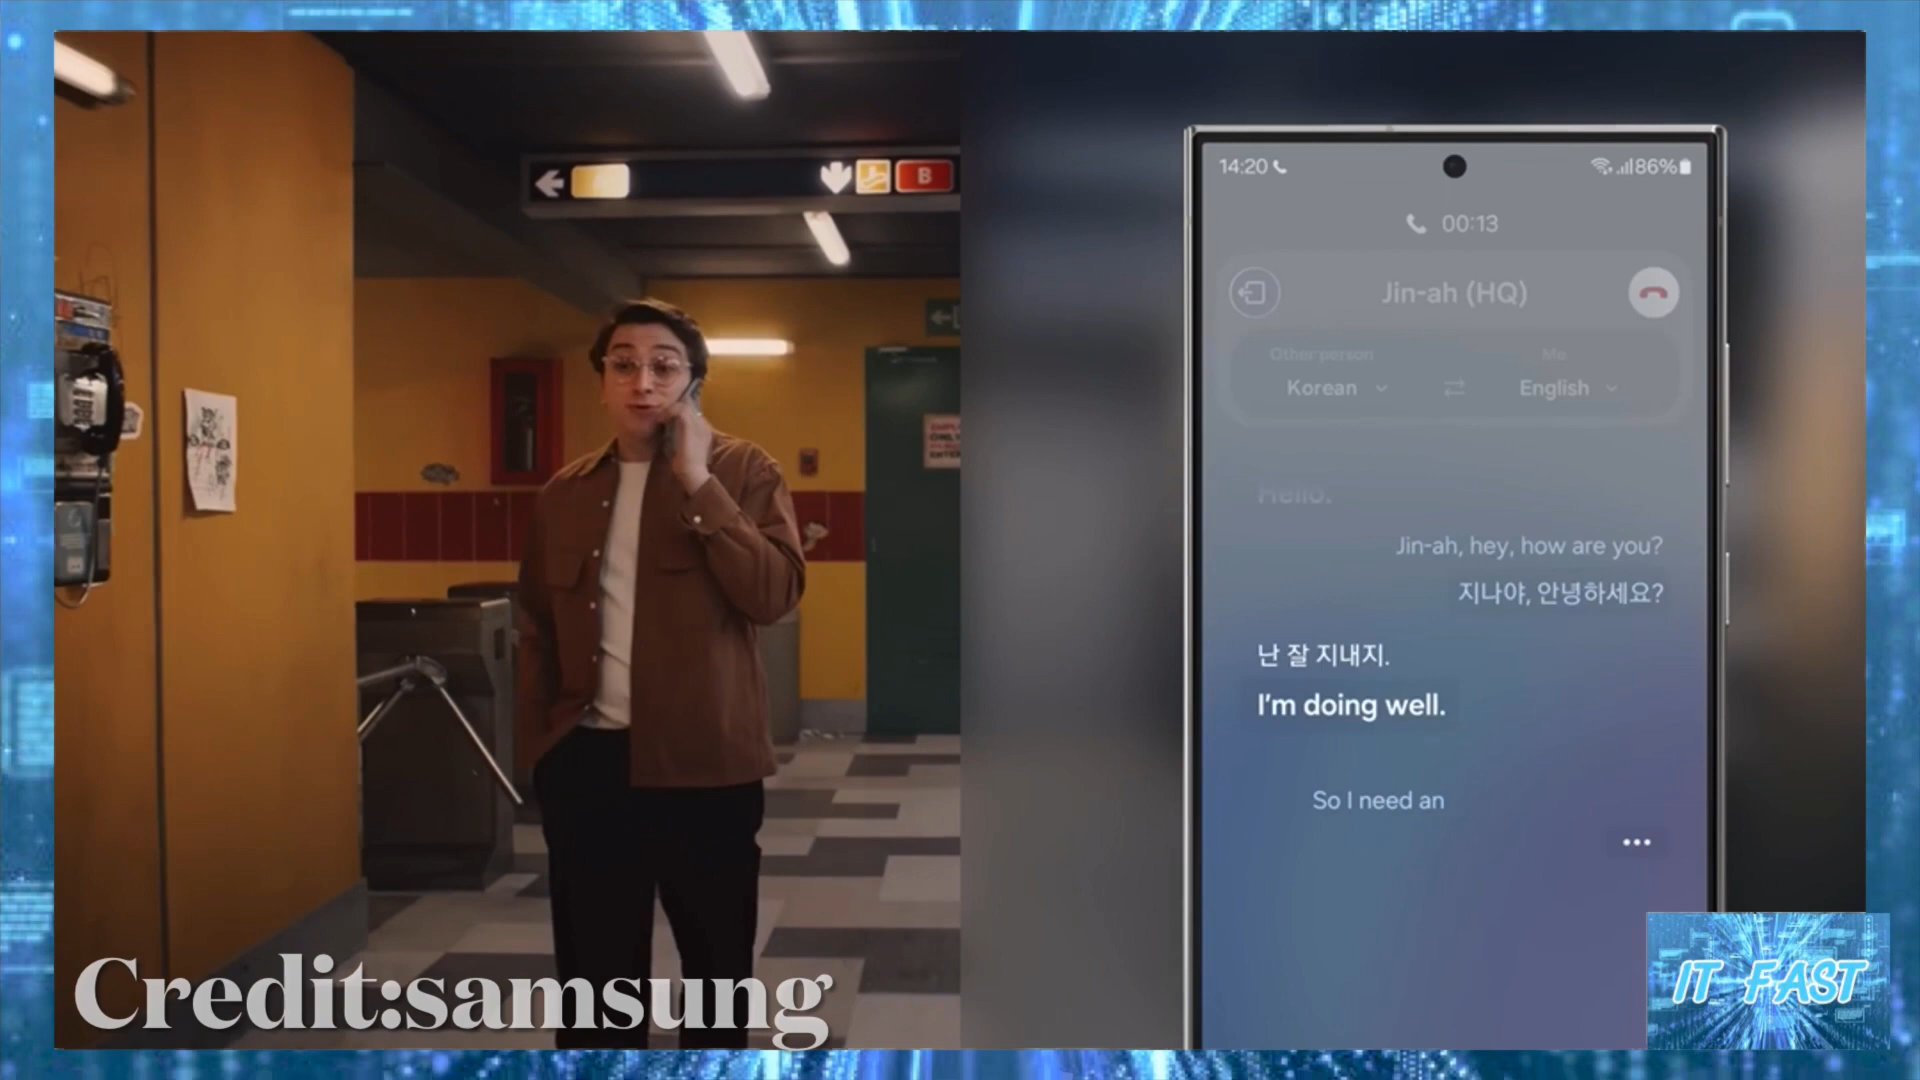 B
14:20
86%
00:13
Jin-ah (HQ)
Other person
Me
Korean
English
Hello.
Jin-ah, hey, how are you?
지나야, 안녕하세요?
난 잘 지내지.
I'm doing well.
So I need an
Credit:samsung
IT FAST